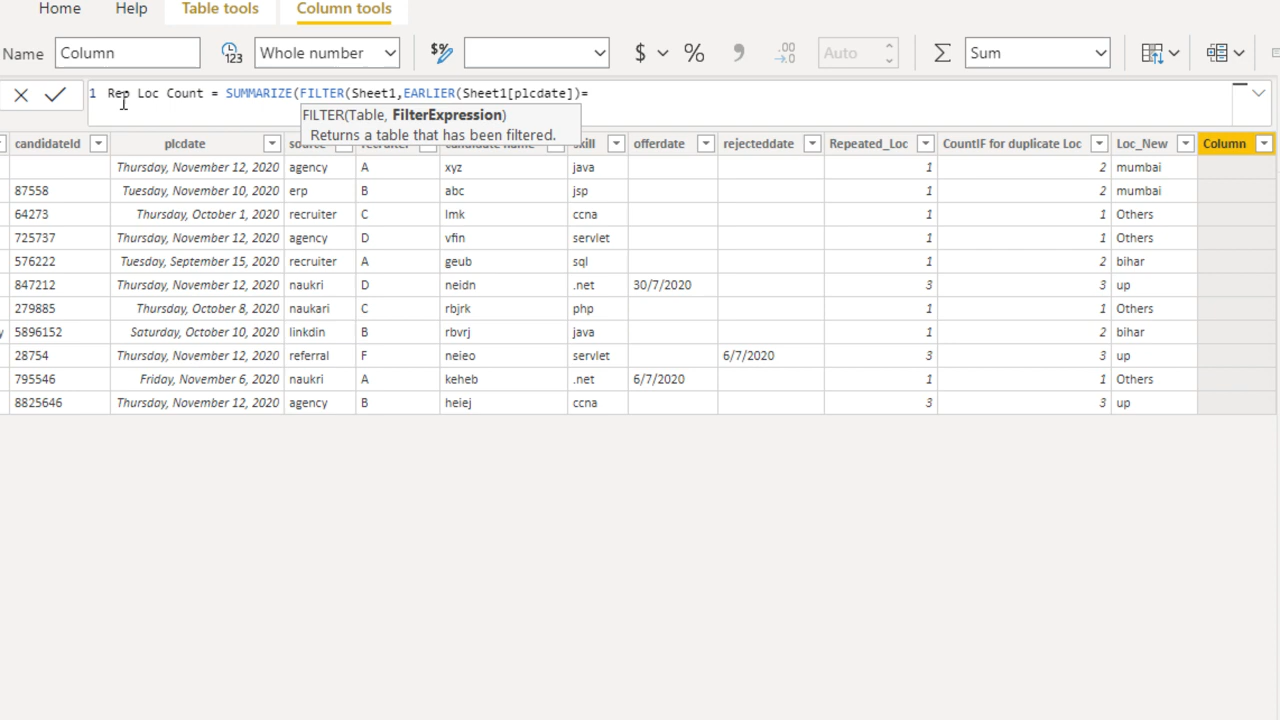 Home Help Table tools Column tools
Name Column 123 Whole number $% $ % 9 .00 →.0 Auto Σ Sum
1 Rep Loc Count = SUMMARIZE(FILTER(Sheet1,EARLIER(Sheet1[plcdate])=
FILTER(Table, FilterExpression)
Returns a table that has been filtered.
candidateId plcdate skill offerdate rejecteddate Repeated_Loc CountIF for duplicate Loc Loc_New Column
Thursday, November 12, 2020 agency A xyz java 1 2 mumbai
87558 Tuesday, November 10, 2020 erp B abc jsp 1 2 mumbai
64273 Thursday, October 1, 2020 recruiter C lmk ccna 1 1 Others
725737 Thursday, November 12, 2020 agency D vfin servlet 1 1 Others
576222 Tuesday, September 15, 2020 recruiter A geub sql 1 2 bihar
847212 Thursday, November 12, 2020 naukri D neidn .net 30/7/2020 3 3 up
279885 Thursday, October 8, 2020 naukari C rbjrk php 1 1 Others
y 5896152 Saturday, October 10, 2020 linkdin B rbvrj java 1 2 bihar
28754 Thursday, November 12, 2020 referral F neieo servlet 6/7/2020 3 3 up
795546 Friday, November 6, 2020 naukri A keheb .net 6/7/2020 1 1 Others
8825646 Thursday, November 12, 2020 agency B heiej ccna 3 3 up